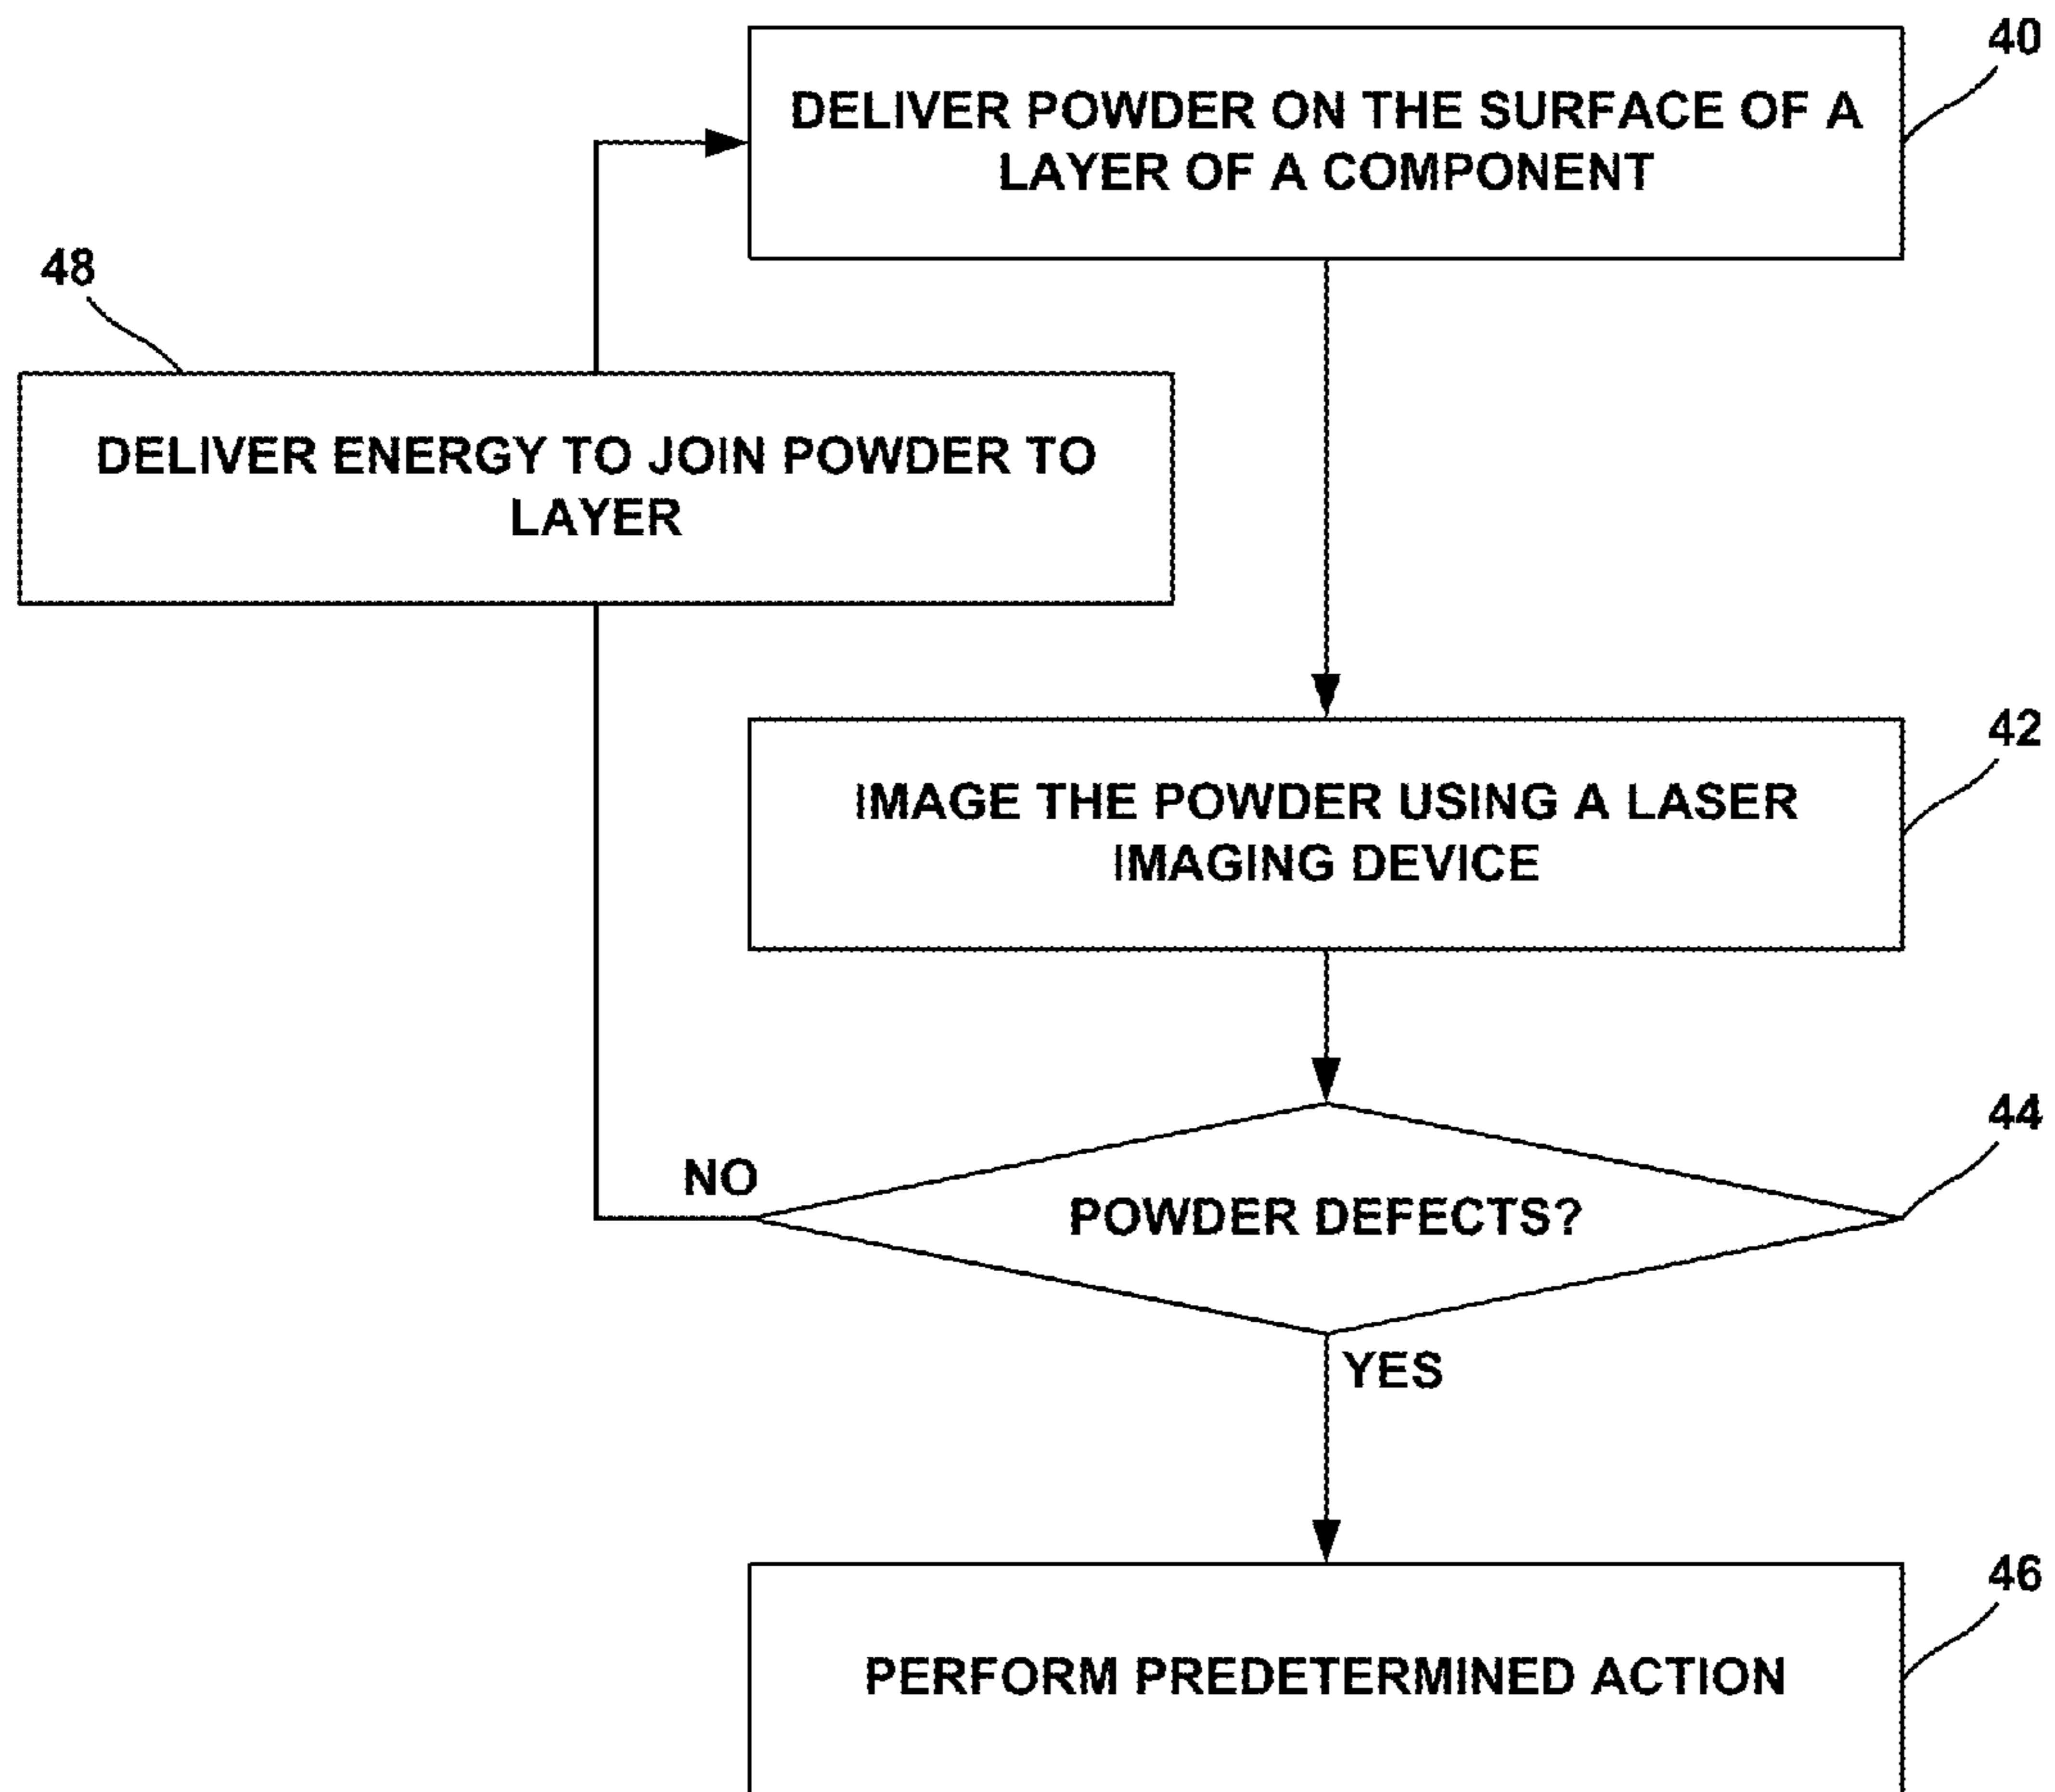 40
DELIVER POWDER ON THE SURFACE OF A
LAYER OF A COMPONENT
48
DELIVER ENERGY TO JOIN POWDER TO
LAYER
42
IMAGE THE POWDER USING A LASER
IMAGING DEVICE
44
NO
POWDER DEFECTS?
YES
46
PERFORM PREDETERMINED ACTION